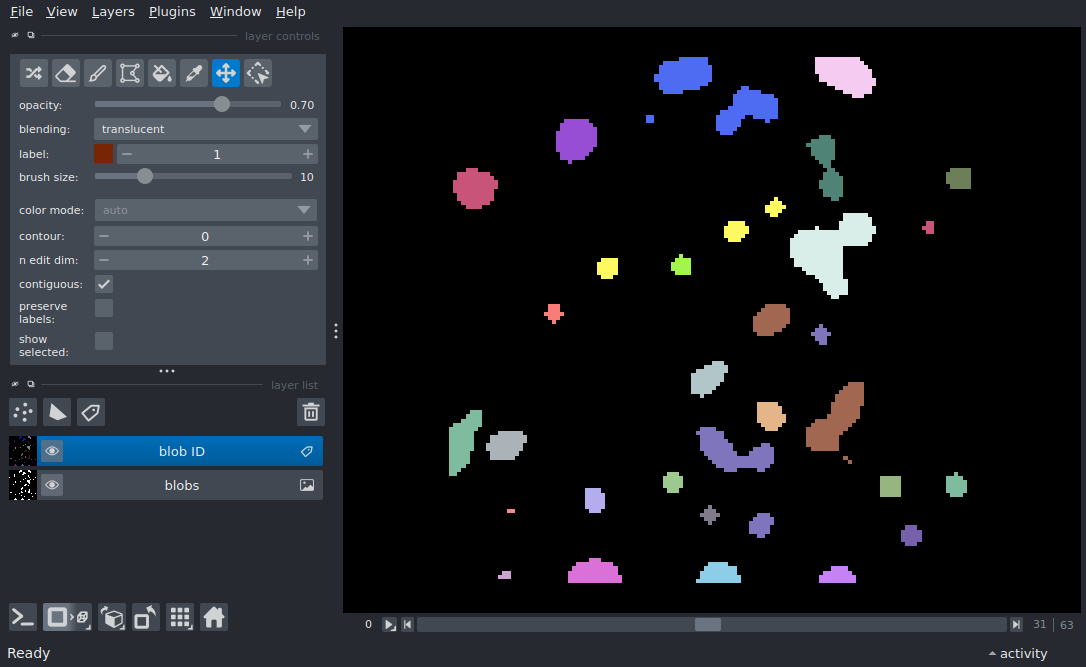 File View Layers Plugins Window Help
layer controls
opacity: 0.70
blending: translucent
label: 1
brush size: 10
color mode: auto
contour: 0
n edit dim: 2
contiguous:
preserve
labels:
show
selected:
layer list
blob ID
blobs
0 31 | 63
Ready activity